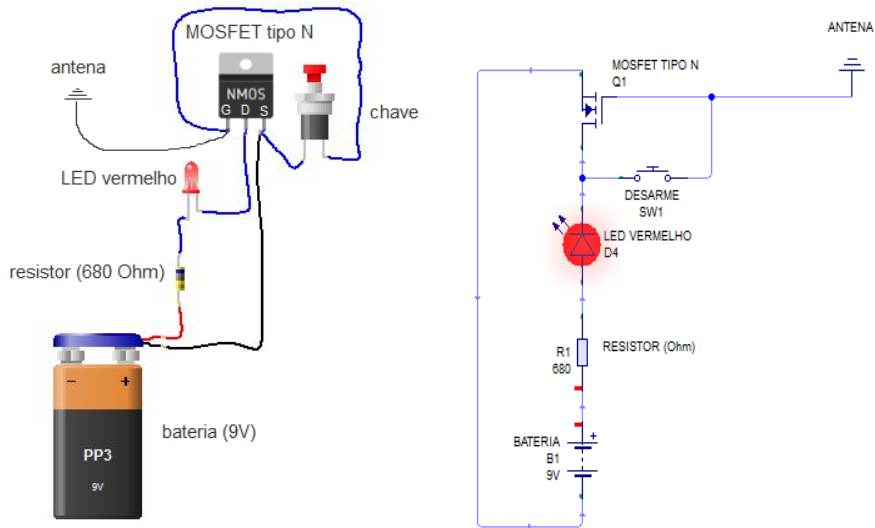 MOSFET tipo N
antena
NMOS
G D S
chave
LED vermelho
resistor (680 Ohm)
- +
bateria (9V)
PP3
9V
ANTENA
MOSFET TIPO N
Q1
DESARME
SW1
LED VERMELHO
D4
R1
680
RESISTOR (Ohm)
BATERIA
B1
9V
+